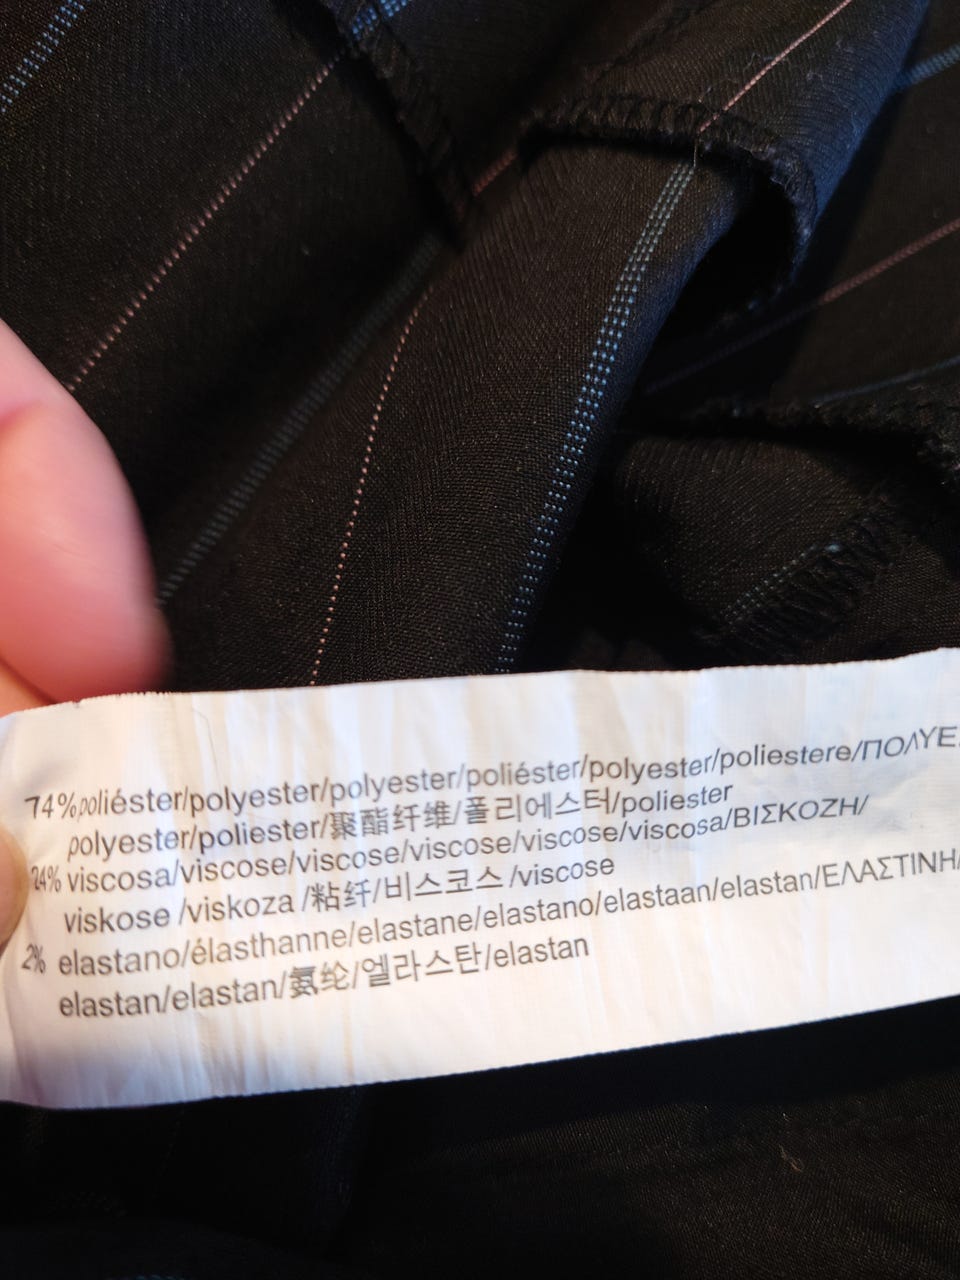 74% poliéster/polyester/polyester/poliéster/polyester/poliestere/ΠΟΛΥΕ
polyester/poliester/聚酯纤维/폴리에스터/poliester
24% viscosa/viscose/viscose/viscose/viscose/viscosa/ΒΙΣΚΟΖΗ/
viskose /viskoza /粘纤/비스코스 /viscose
2% elastano/élasthanne/elastane/elastano/elastaan/elastan/ΕΛΑΣΤΙΝΗ/
elastan/elastan/氨纶/엘라스탄/elastan